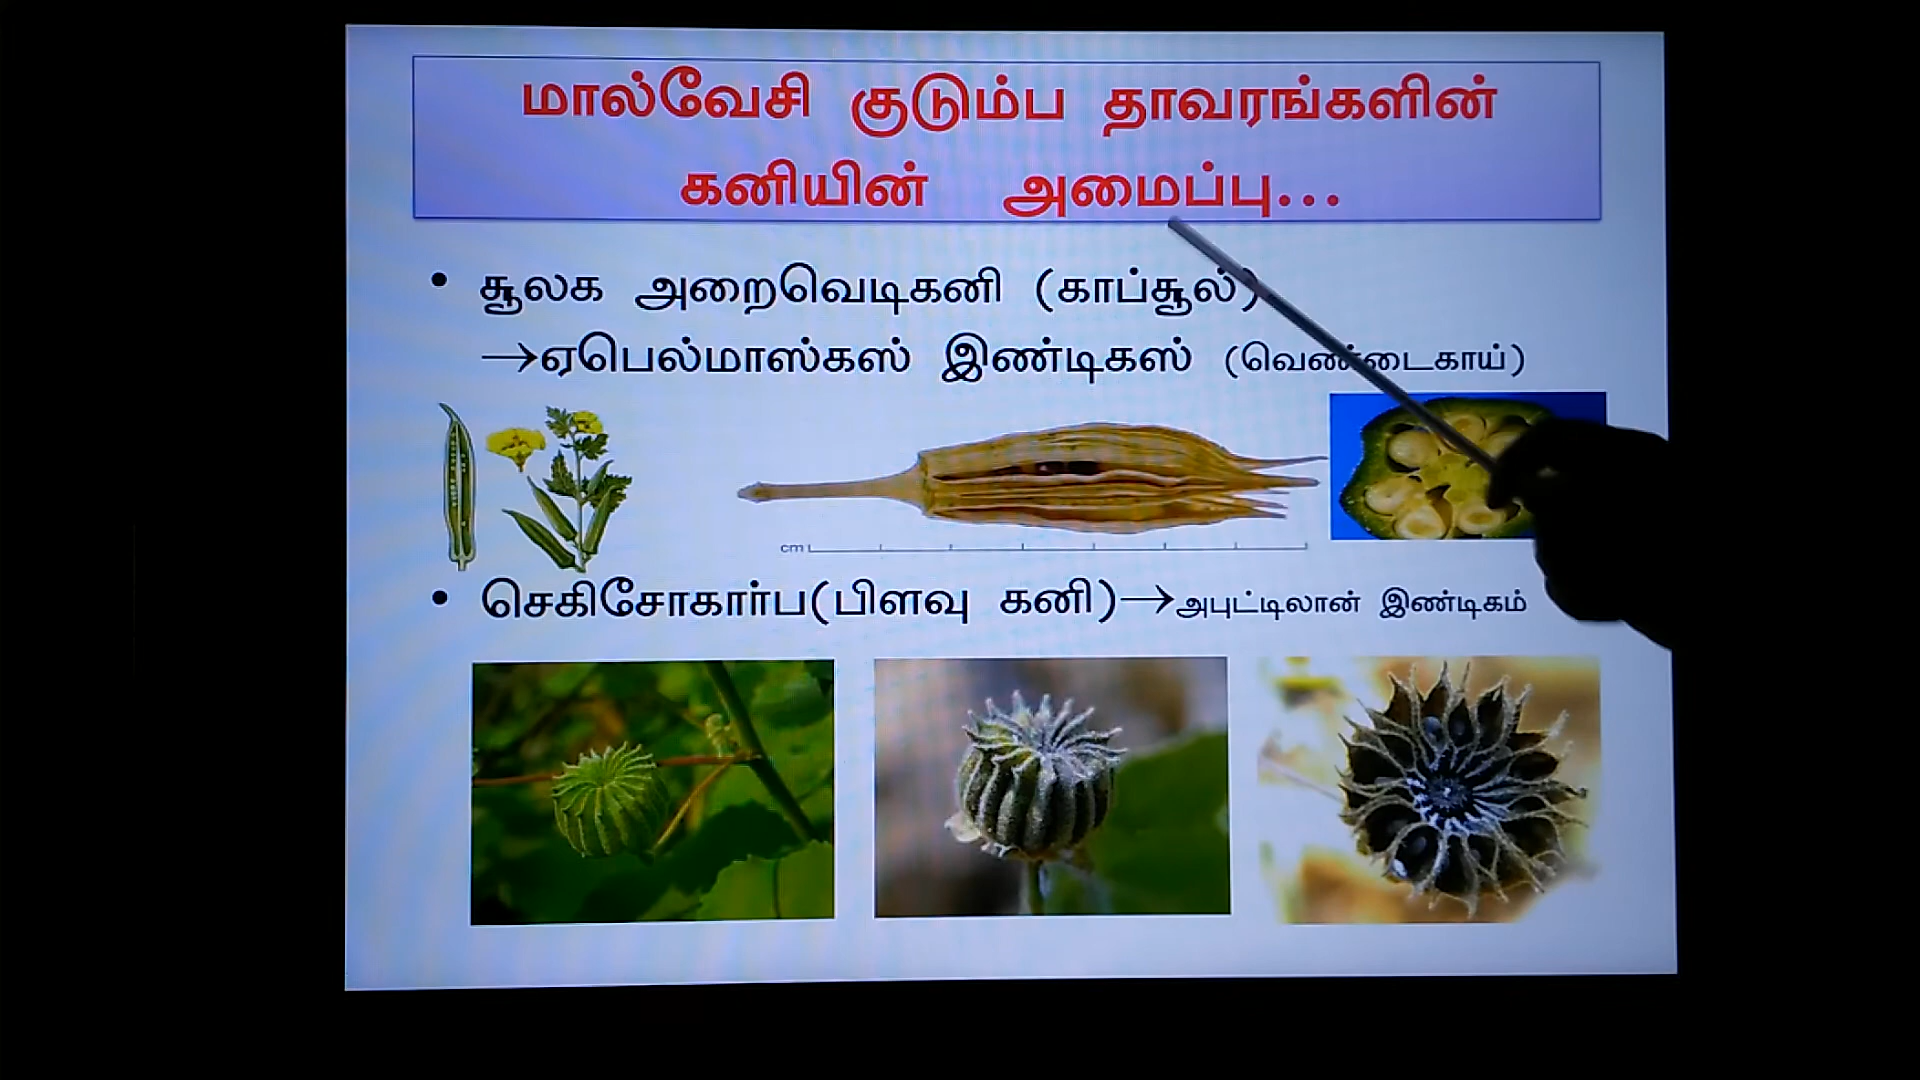 மால்வேசி குடும்ப தாவரங்களின்
கனியின் அமைப்பு...
• சூலக அறைவெடிகனி (காப்சூல்)
→ஏபெல்மாஸ்கஸ் இண்டிகஸ் (வெண்டைகாய்)
cm
• செகிசோகார்ப(பிளவு கனி)→அபுட்டிலான் இண்டிகம்